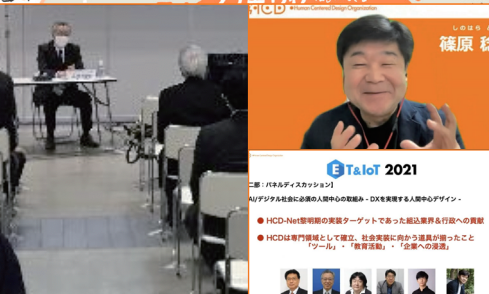 HCD
Human Centered Design Organization
しのはら
篠原 稔
ET&IoT 2021
二部：パネルディスカッション】
AI/デジタル社会に必須の人間中心の取組み - DXを実現する人間中心デザイン -
● HCD-Net黎明期の実装ターゲットであった組込業界&行政への貢献
● HCDは専門領域として確立、社会実装に向かう道具が揃ったこと
「ツール」・「教育活動」・「企業への浸透」